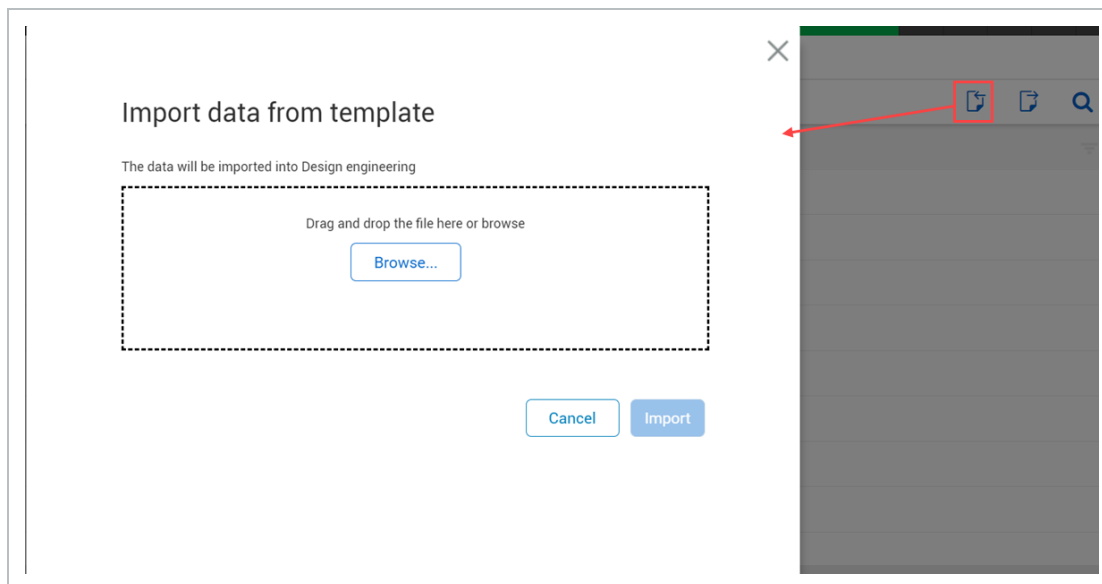 Import data from template
The data will be imported into Design engineering
Drag and drop the file here or browse
Browse...
Cancel
Import